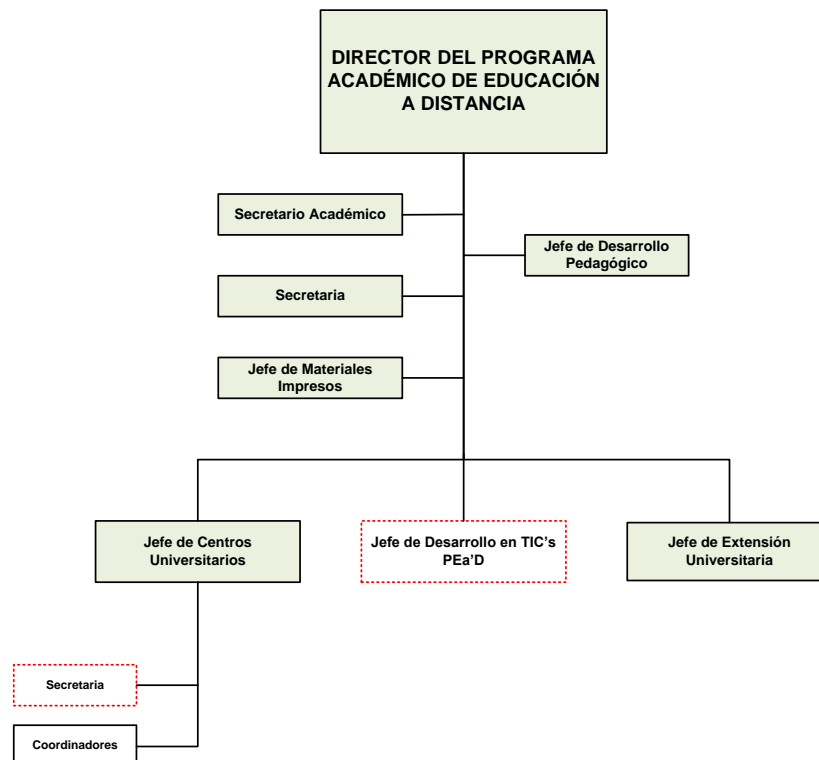 DIRECTOR DEL PROGRAMA
ACADÉMICO DE EDUCACIÓN
A DISTANCIA
Secretario Académico
Jefe de Desarrollo
Pedagógico
Secretaria
Jefe de Materiales
Impresos
Jefe de Centros
Universitarios
Jefe de Desarrollo en TIC's
PEa'D
Jefe de Extensión
Universitaria
Secretaria
Coordinadores